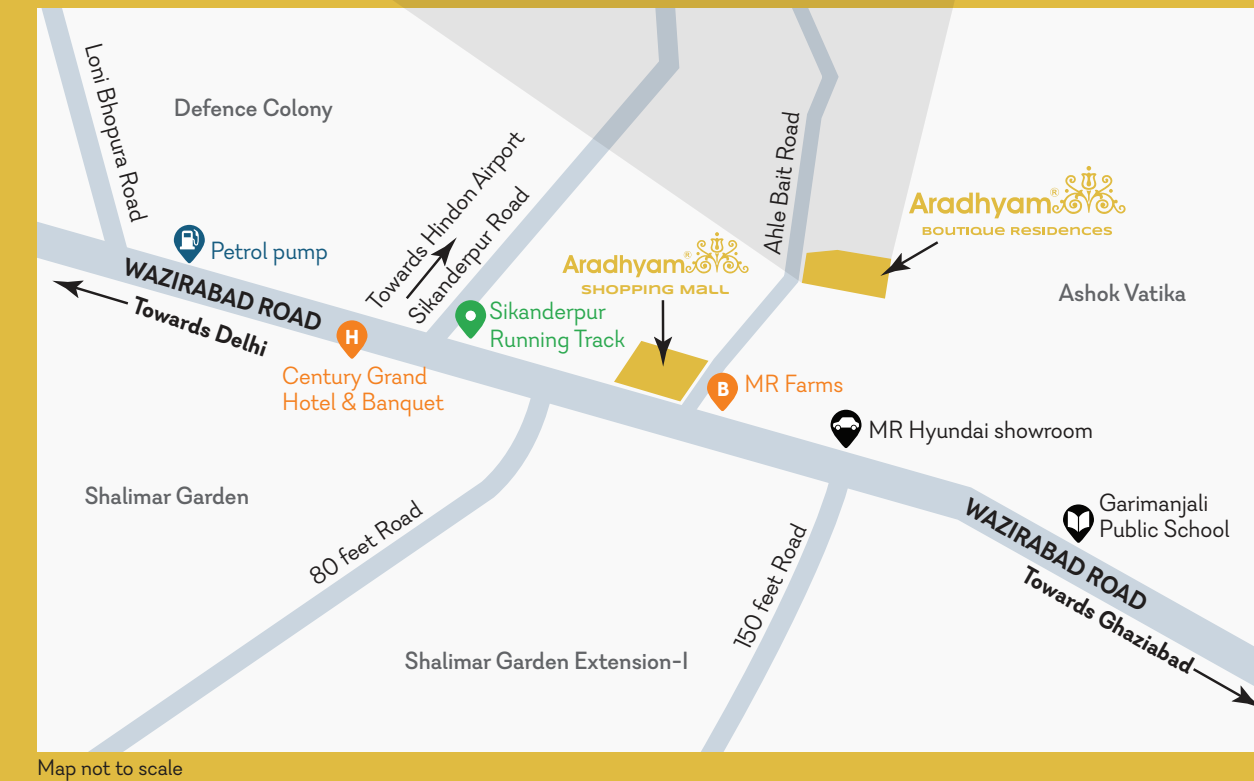 Loni Bhopura Road
Defence Colony
Towards Hindon Airport
Sikanderpur Road
Ahle Bait Road
Aradhyam®
BOUTIQUE RESIDENCES
Petrol pump
WAZIRABAD ROAD
Towards Delhi
Aradhyam®
SHOPPING MALL
Ashok Vatika
H
Century Grand
Hotel & Banquet
Sikanderpur
Running Track
B
MR Farms
MR Hyundai showroom
Shalimar Garden
80 feet Road
150 feet Road
Garimanjali
Public School
WAZIRABAD ROAD
Towards Ghaziabad
Shalimar Garden Extension-I
Map not to scale